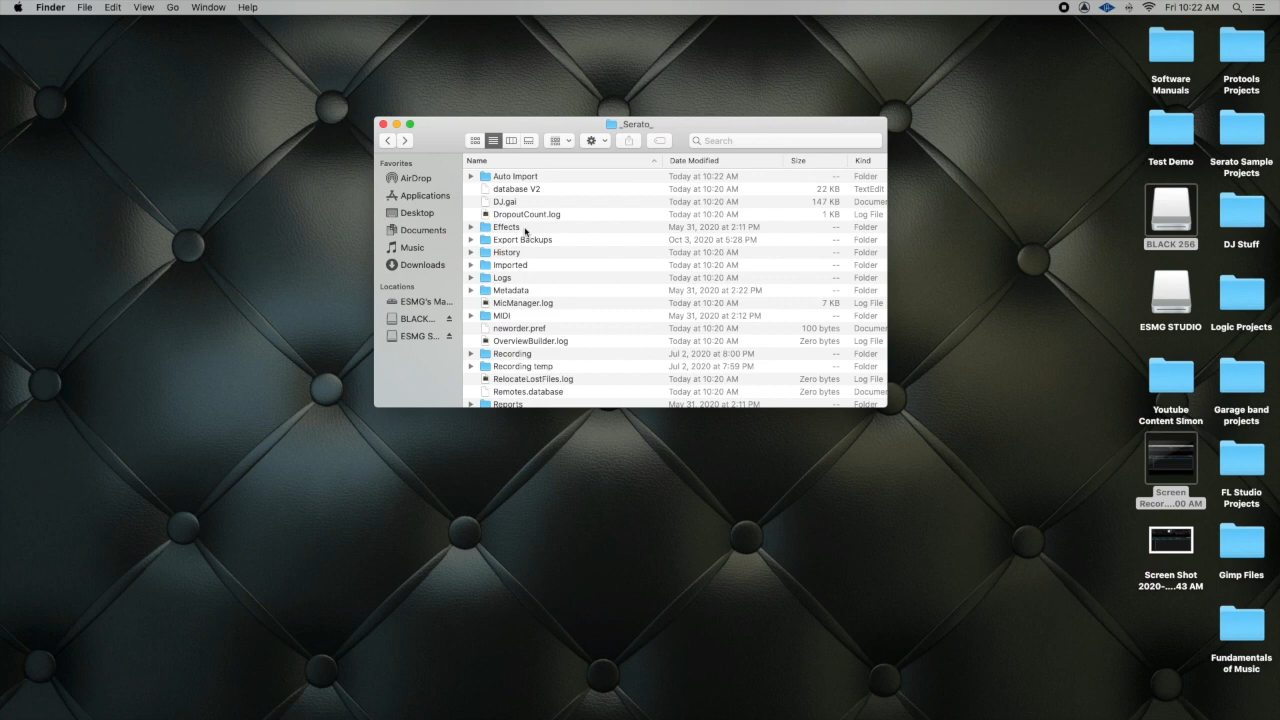 Finder File Edit View Go Window Help
Fri 10:22 AM
_Serato_
Search
Favorites
AirDrop
Applications
Desktop
Documents
Music
Downloads
Locations
ESMG's Ma...
BLACK...
ESMG S...
Name Date Modified Size Kind
Auto Import Today at 10:22 AM -- Folder
database V2 Today at 10:20 AM 22 KB TextEdit
DJ.gai Today at 10:20 AM 147 KB Docume
DropoutCount.log Today at 10:20 AM 1 KB Log File
Effects May 31, 2020 at 2:11 PM -- Folder
Export Backups Oct 3, 2020 at 5:28 PM -- Folder
History Today at 10:20 AM -- Folder
Imported Today at 10:20 AM -- Folder
Logs Today at 10:20 AM -- Folder
Metadata May 31, 2020 at 2:22 PM -- Folder
MicManager.log Today at 10:20 AM 7 KB Log File
MIDI May 31, 2020 at 2:12 PM -- Folder
neworder.pref Today at 10:20 AM 100 bytes Docume
OverviewBuilder.log Today at 10:20 AM Zero bytes Log File
Recording Jul 2, 2020 at 8:00 PM -- Folder
Recording temp Jul 2, 2020 at 7:59 PM -- Folder
RelocateLostFiles.log Today at 10:20 AM Zero bytes Log File
Remotes.database Today at 10:20 AM Zero bytes Docume
Reports May 31, 2020 at 2:11 PM -- Folder
Software
Manuals
Protools
Projects
Test Demo
Serato Sample
Projects
BLACK 256
DJ Stuff
ESMG STUDIO
Logic Projects
Youtube
Content SImon
Garage band
projects
Screen
Recor....00 AM
FL Studio
Projects
Screen Shot
2020-....43 AM
Gimp Files
Fundamentals
of Music